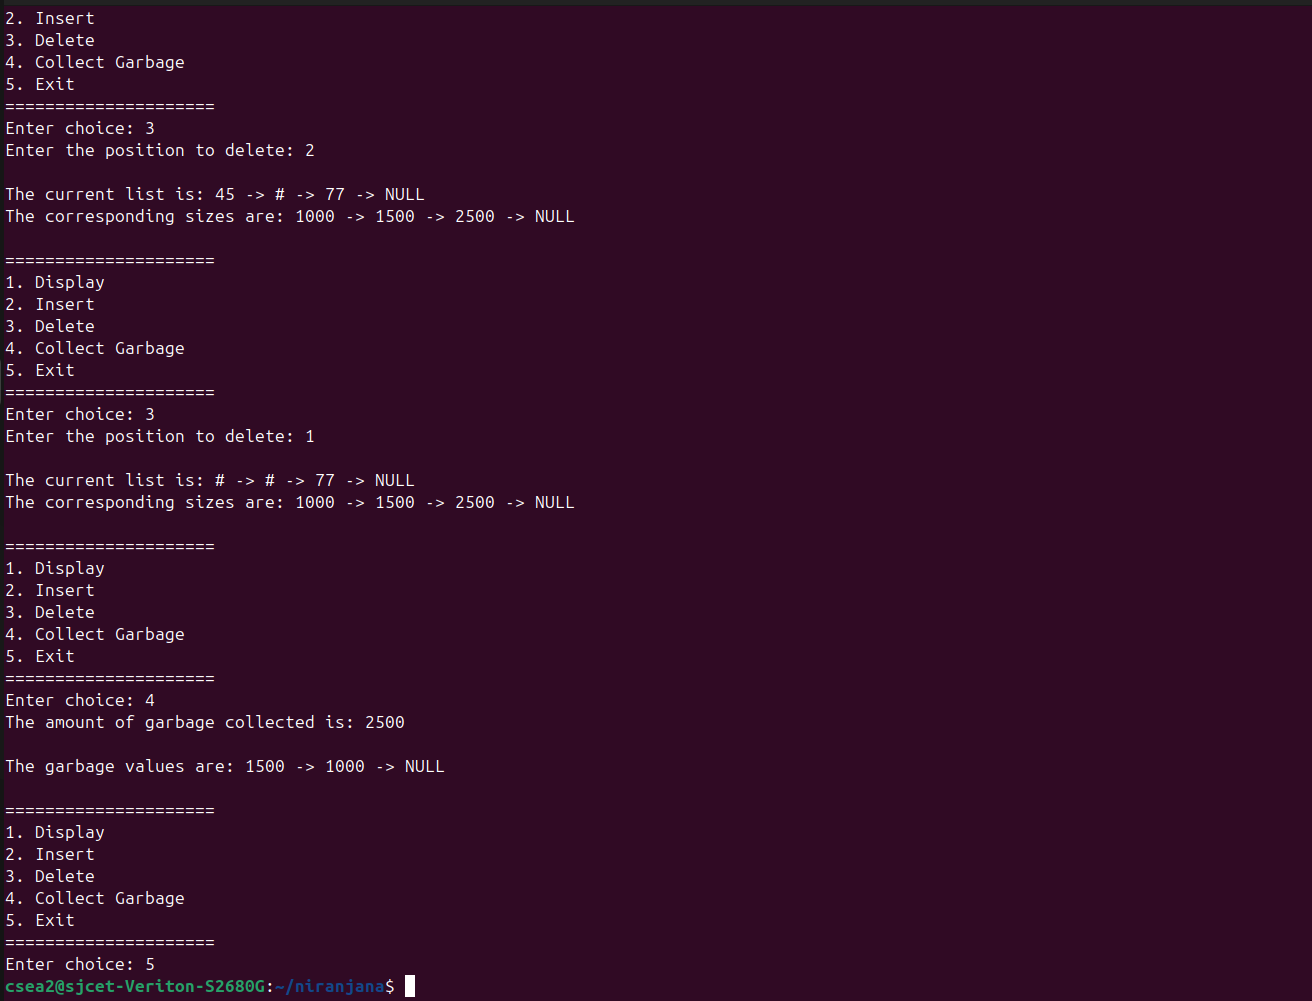 2. Insert
3. Delete
4. Collect Garbage
5. Exit
=====================
Enter choice: 3
Enter the position to delete: 2
The current list is: 45 -> # -> 77 -> NULL
The corresponding sizes are: 1000 -> 1500 -> 2500 -> NULL
=====================
1. Display
2. Insert
3. Delete
4. Collect Garbage
5. Exit
=====================
Enter choice: 3
Enter the position to delete: 1
The current list is: # -> # -> 77 -> NULL
The corresponding sizes are: 1000 -> 1500 -> 2500 -> NULL
=====================
1. Display
2. Insert
3. Delete
4. Collect Garbage
5. Exit
=====================
Enter choice: 4
The amount of garbage collected is: 2500
The garbage values are: 1500 -> 1000 -> NULL
=====================
1. Display
2. Insert
3. Delete
4. Collect Garbage
5. Exit
=====================
Enter choice: 5
csea2@sjcet-Veriton-S2680G:~/niranjana$